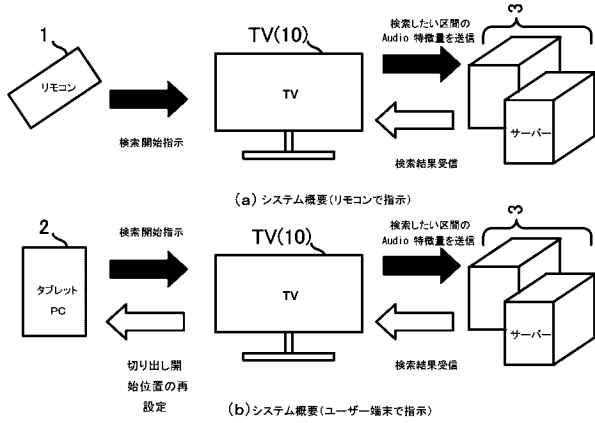 1
リモコン
検索開始指示
TV(10)
TV
検索したい区間の
Audio 特徴量を送信
検索結果受信
3
サーバー
(a) システム概要(リモコンで指示)
2
タブレット
PC
検索開始指示
切り出し開
始位置の再
設定
TV(10)
TV
検索したい区間の
Audio 特徴量を送信
検索結果受信
3
サーバー
(b) システム概要(ユーザー端末で指示)